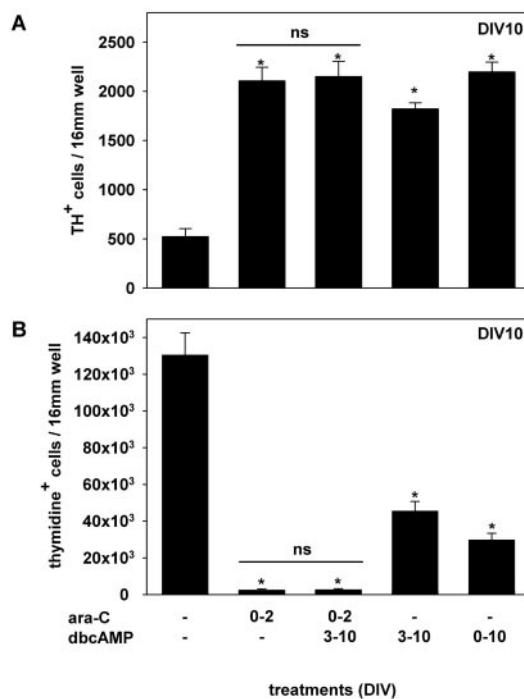 A
DIV10
ns
TH⁺ cells / 16mm well
2500
2000
1500
1000
500
0
* * * *
B
DIV10
thymidine⁺ cells / 16mm well
140x10³
120x10³
100x10³
80x10³
60x10³
40x10³
20x10³
0
ns
* * * *
ara-C - 0-2 0-2 - -
dbcAMP - - 3-10 3-10 0-10
treatments (DIV)